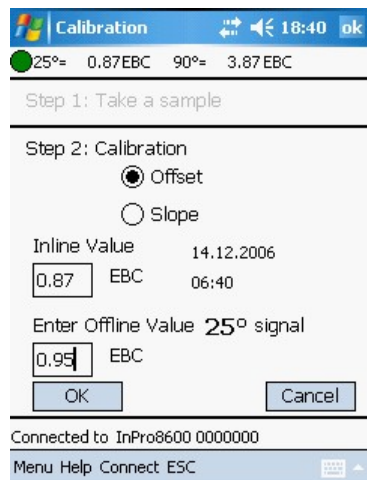 Calibration 18:40 ok
25°= 0.87 EBC 90°= 3.87 EBC
Step 1: Take a sample
Step 2: Calibration
Offset
Slope
Inline Value 14.12.2006
0.87 EBC 06:40
Enter Offline Value 25° signal
0.95 EBC
OK Cancel
Connected to InPro8600 0000000
Menu Help Connect ESC